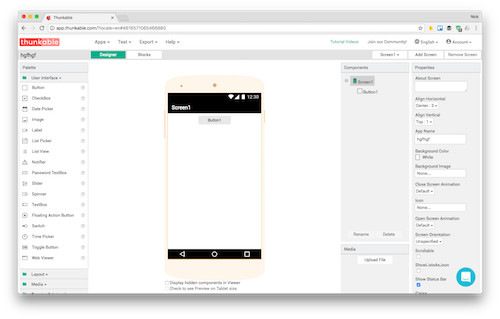 Thunkable
Nick
app.thunkable.com
thunkable
Apps
Test
Export
Help
Tutorial Videos
Join our Community!
English
Account
hgfhgf
Designer
Blocks
Screen1
Add Screen
Remove Screen
Palette
User Interface
Button
CheckBox
Date Picker
Image
Label
List Picker
List View
Notifier
Password TextBox
Slider
Spinner
TextBox
Floating Action Button
Switch
Time Picker
Toggle Button
Web Viewer
Layout
Media
12:30
Screen1
Button1
Display hidden components in Viewer
Check to see Preview on Tablet size.
Components
Screen1
Button1
Rename
Delete
Media
Upload File
Properties
About Screen
Align Horizontal
Center : 3
Align Vertical
Top : 1
App Name
hgfhgf
Background Color
White
Background Image
None...
Close Screen Animation
Default
Icon
None...
Open Screen Animation
Default
Screen Orientation
Unspecified
Scrollable
ShowListsAsJson
Show Status Bar